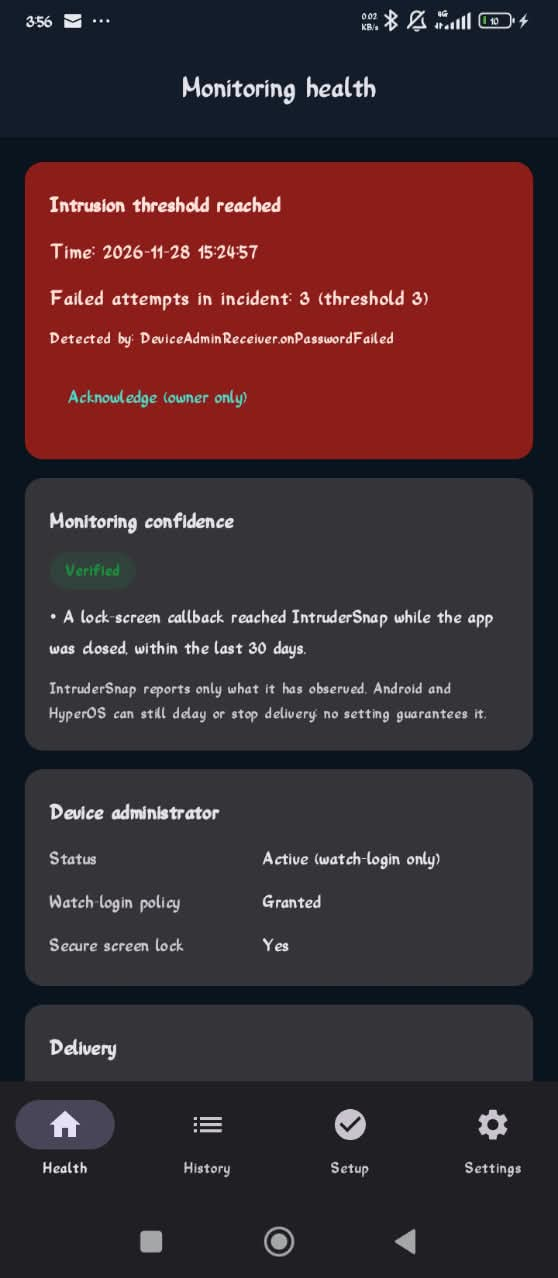 3:56
0.02
KB/s
4G
10
Monitoring health
Intrusion threshold reached
Time: 2026-11-28 15:24:57
Failed attempts in incident: 3 (threshold 3)
Detected by: DeviceAdminReceiver.onPasswordFailed
Acknowledge (owner only)
Monitoring confidence
Verified
• A lock-screen callback reached IntruderSnap while the app
was closed, within the last 30 days.
IntruderSnap reports only what it has observed. Android and
HyperOS can still delay or stop delivery; no setting guarantees it.
Device administrator
Status Active (watch-login only)
Watch-login policy Granted
Secure screen lock Yes
Delivery
Health History Setup Settings